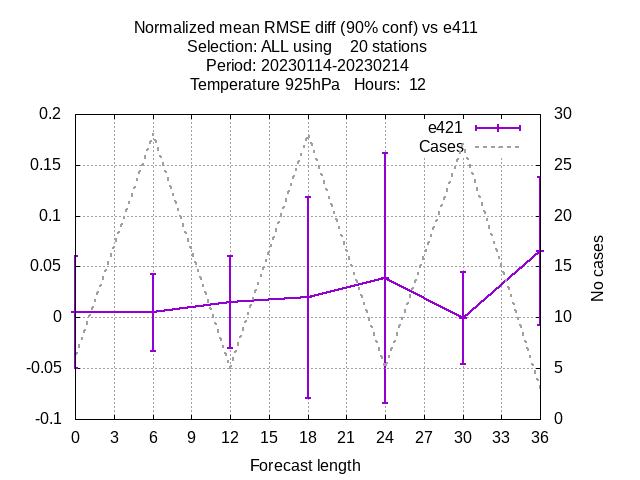 Normalized mean RMSE diff (90% conf) vs e411
Selection: ALL using    20 stations
Period: 20230114-20230214
Temperature 925hPa   Hours:  12
0.2
0.15
0.1
0.05
0
-0.05
-0.1
30
25
20
15
10
5
0
e421
Cases
No cases
0 3 6 9 12 15 18 21 24 27 30 33 36
Forecast length